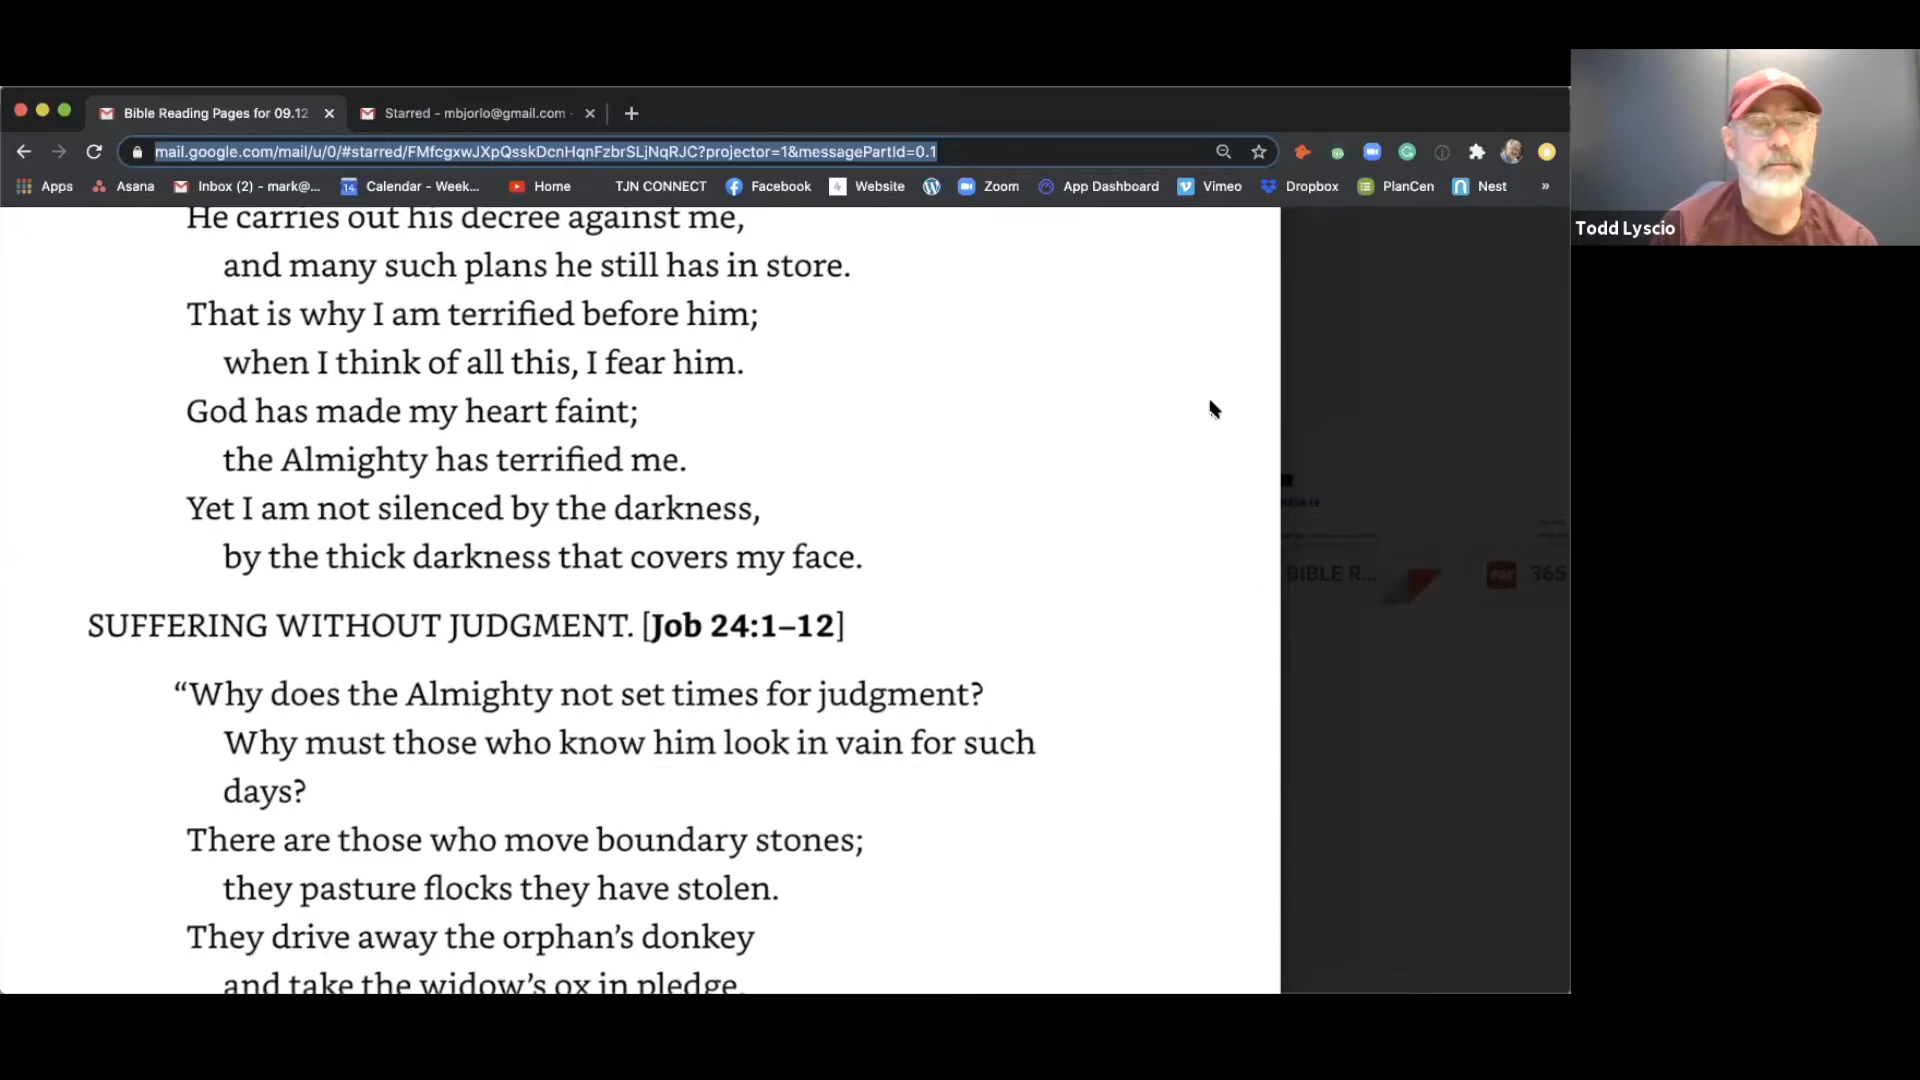 Bible Reading Pages for 09.12
Starred - mbjorlo@gmail.com -
mail.google.com/mail/u/0/#starred/FMfcgxwJXpQsskDcnHqnFzbrSLjNqRJC?projector=1&messagePartId=0.1
Apps Asana Inbox (2) - mark@... Calendar - Week... Home TJN CONNECT Facebook Website Zoom App Dashboard Vimeo Dropbox PlanCen Nest »
Todd Lyscio
He carries out his decree against me,
and many such plans he still has in store.
That is why I am terrified before him;
when I think of all this, I fear him.
God has made my heart faint;
the Almighty has terrified me.
Yet I am not silenced by the darkness,
by the thick darkness that covers my face.
BIBLE R...
365
SUFFERING WITHOUT JUDGMENT. [Job 24:1–12]
“Why does the Almighty not set times for judgment?
Why must those who know him look in vain for such
days?
There are those who move boundary stones;
they pasture flocks they have stolen.
They drive away the orphan’s donkey
and take the widow’s ox in pledge.